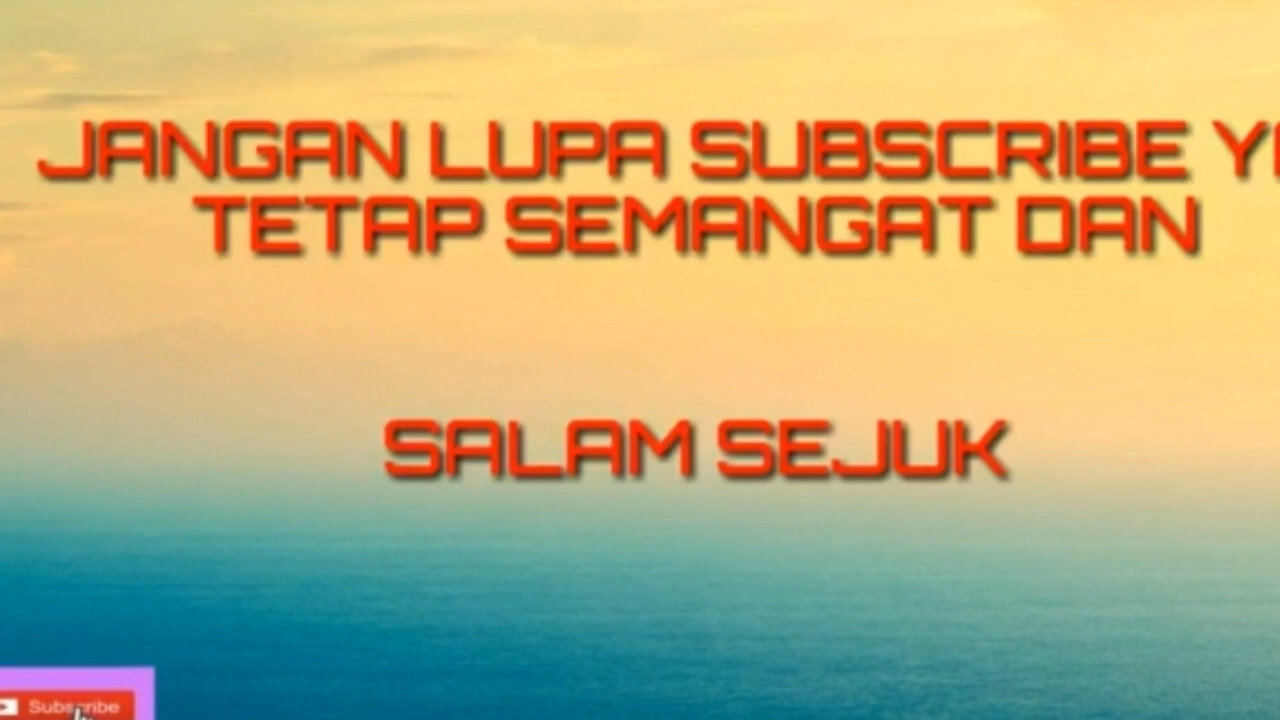 JANGAN LUPA SUBSCRIBE
TETAP SEMANGAT DAN
SALAM SEJUK
Subscribe